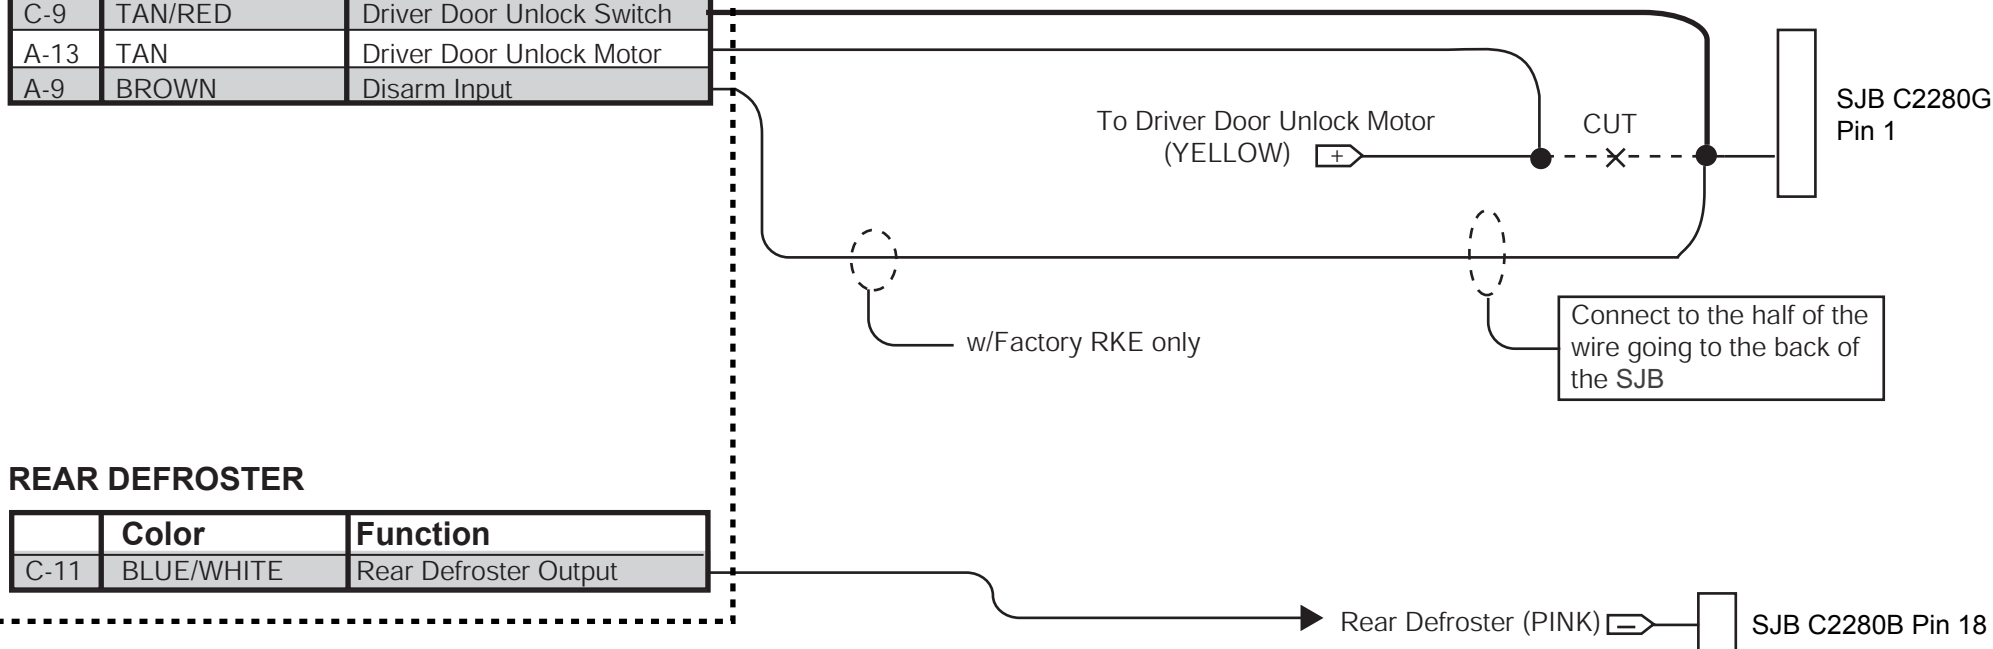 C-9 TAN/RED Driver Door Unlock Switch
A-13 TAN Driver Door Unlock Motor
A-9 BROWN Disarm Input
To Driver Door Unlock Motor
(YELLOW) +
CUT
SJB C2280G
Pin 1
w/Factory RKE only
Connect to the half of the
wire going to the back of
the SJB
REAR DEFROSTER
Color Function
C-11 BLUE/WHITE Rear Defroster Output
Rear Defroster (PINK) −
SJB C2280B Pin 18